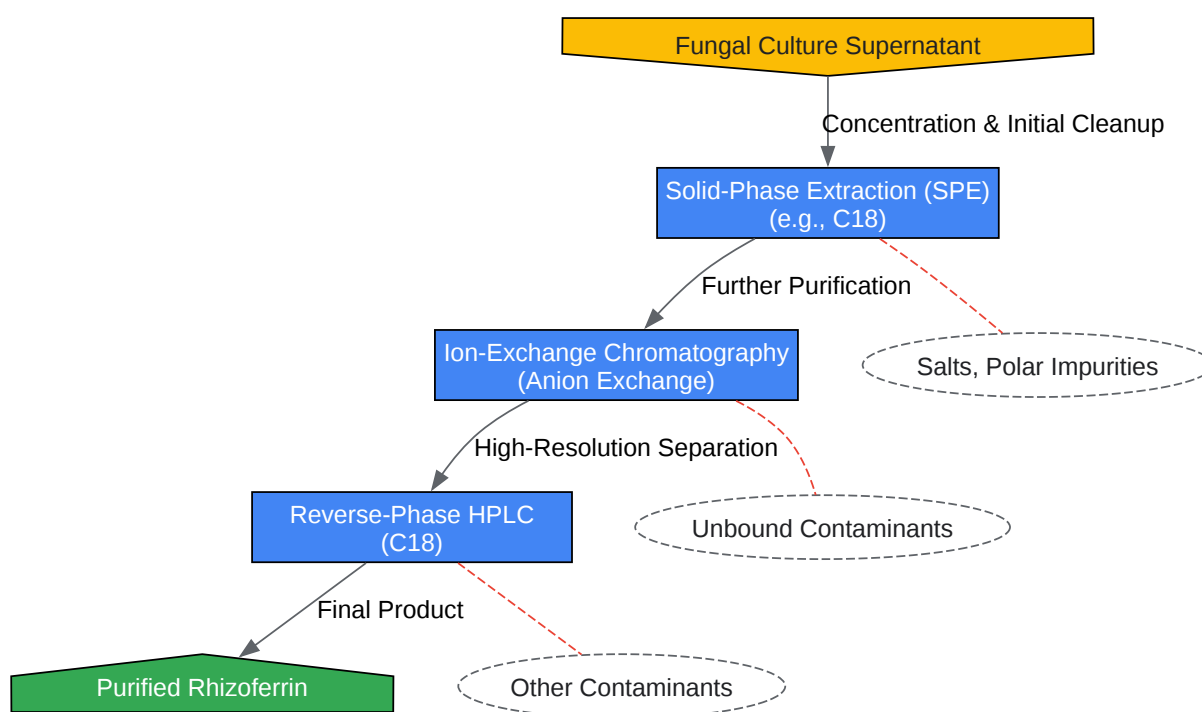 Fungal Culture Supernatant
Concentration & Initial Cleanup
Solid-Phase Extraction (SPE)
(e.g., C18)
Further Purification
Salts, Polar Impurities
Ion-Exchange Chromatography
(Anion Exchange)
High-Resolution Separation
Unbound Contaminants
Reverse-Phase HPLC
(C18)
Final Product
Other Contaminants
Purified Rhizoferrin